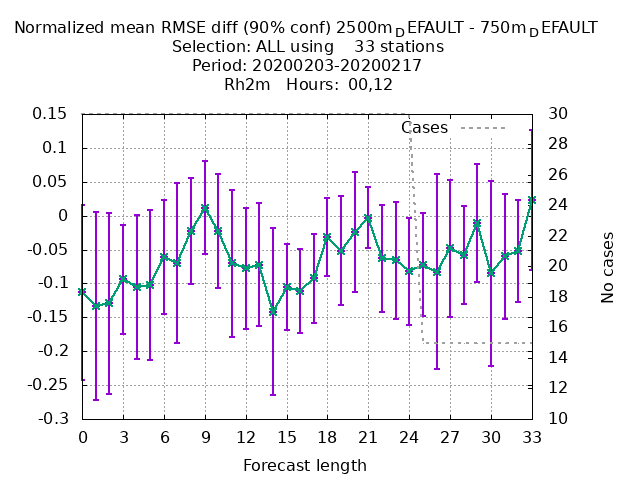 Normalized mean RMSE diff (90% conf) 2500m_DEFAULT - 750m_DEFAULT
Selection: ALL using    33 stations
Period: 20200203-20200217
Rh2m   Hours:  00,12
0.15
0.1
0.05
0
-0.05
-0.1
-0.15
-0.2
-0.25
-0.3
Cases
30
28
26
24
22
20
18
16
14
12
10
No cases
0 3 6 9 12 15 18 21 24 27 30 33
Forecast length